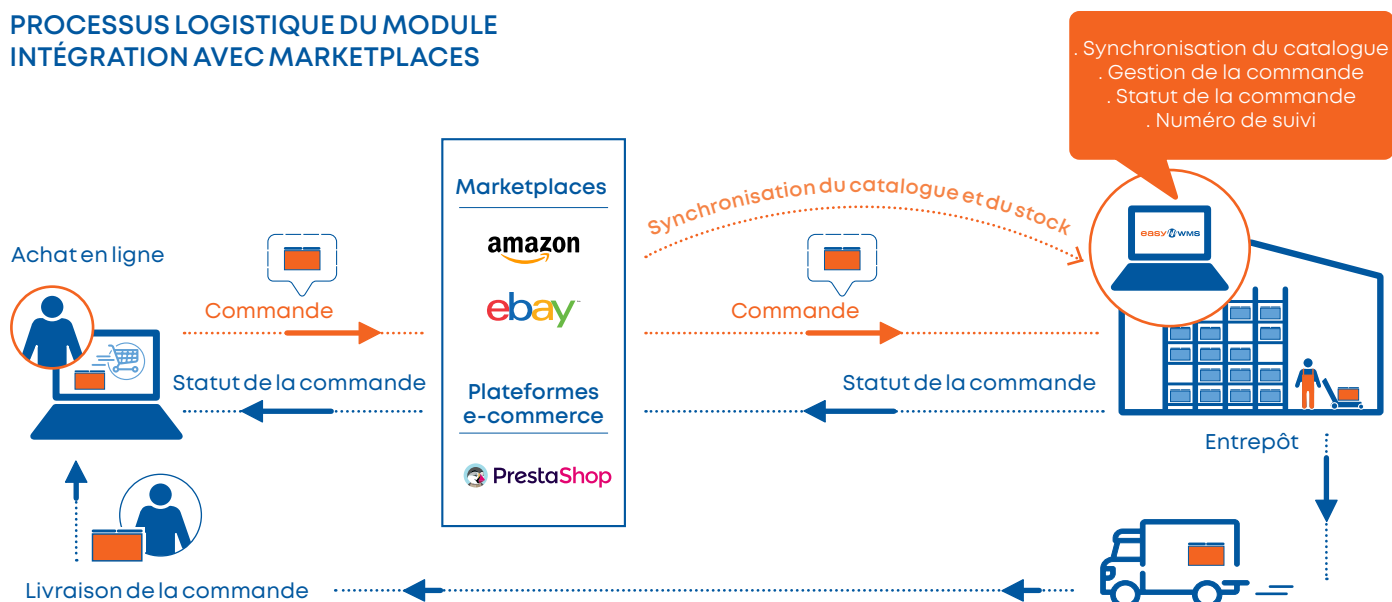 PROCESSUS LOGISTIQUE DU MODULE
INTÉGRATION AVEC MARKETPLACES
. Synchronisation du catalogue
. Gestion de la commande
. Statut de la commande
. Numéro de suivi
Marketplaces
amazon
ebay
Plateformes
e-commerce
PrestaShop
Synchronisation du catalogue et du stock
easy WMS
Achat en ligne
Commande
Commande
Statut de la commande
Statut de la commande
Entrepôt
Livraison de la commande